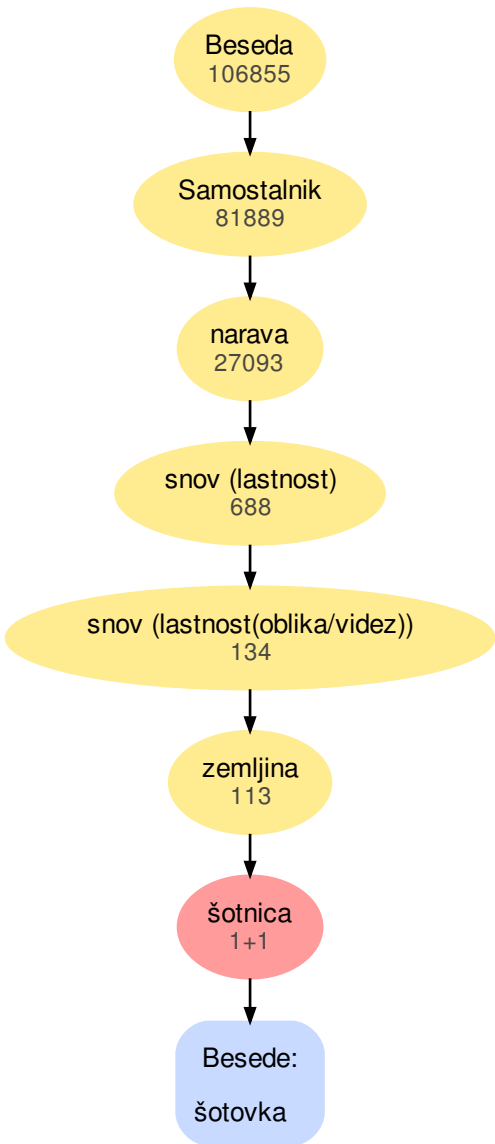 Beseda
106855
Samostalnik
81889
narava
27093
snov (lastnost)
688
snov (lastnost(oblika/videz))
134
zemljina
113
šotnica
1+1
Besede:
šotovka